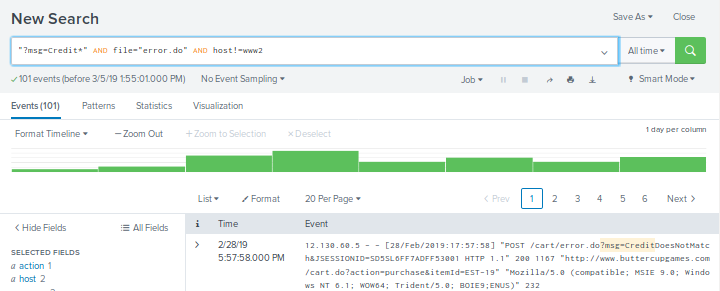 New Search
Save As Close
"?msg=Credit*" AND file="error.do" AND host!=www2
All time
101 events (before 3/5/19 1:55:01.000 PM) No Event Sampling
Job Smart Mode
Events (101) Patterns Statistics Visualization
Format Timeline − Zoom Out + Zoom to Selection × Deselect
1 day per column
List Format 20 Per Page
< Prev 1 2 3 4 5 6 Next >
< Hide Fields All Fields
i Time Event
SELECTED FIELDS
a action 1
a host 2
> 2/28/19
5:57:58.000 PM
12.130.60.5 - - [28/Feb/2019:17:57:58] "POST /cart/error.do?msg=CreditDoesNotMatc
h&JSESSIONID=SD5SL6FF7ADFF53001 HTTP 1.1" 200 1167 "http://www.buttercupgames.
com/cart.do?action=purchase&itemId=EST-19" "Mozilla/5.0 (compatible; MSIE 9.0; Windo
ws NT 6.1; WOW64; Trident/5.0; BOIE9;ENUS)" 232